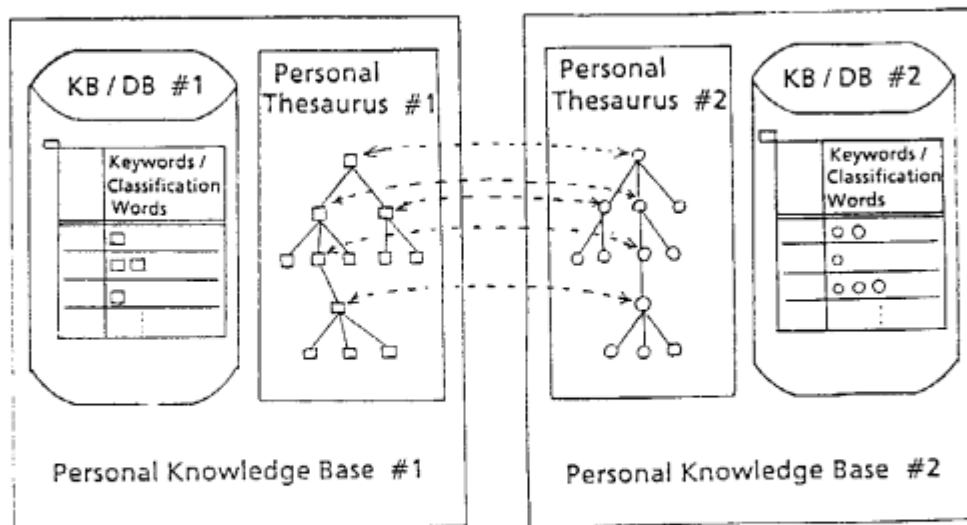 KB / DB #1
Personal
Thesaurus #1
Keywords /
Classification
Words
Personal Knowledge Base #1
Personal
Thesaurus #2
KB / DB #2
Keywords /
Classification
Words
Personal Knowledge Base #2